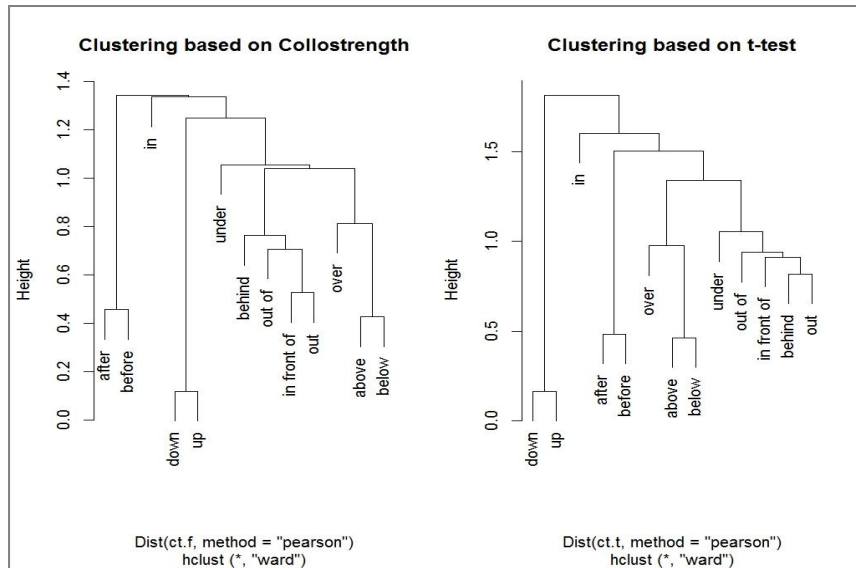 Clustering based on Collostrength
Height
0.0
0.2
0.4
0.6
0.8
1.0
1.2
1.4
after
before
in
down
up
under
behind
out of
in front of
out
over
above
below
Dist(ct.f, method = "pearson")
hclust (*, "ward")
Clustering based on t-test
Height
0.0
0.5
1.0
1.5
down
up
in
after
before
over
above
below
under
out of
in front of
behind
out
Dist(ct.t, method = "pearson")
hclust (*, "ward")